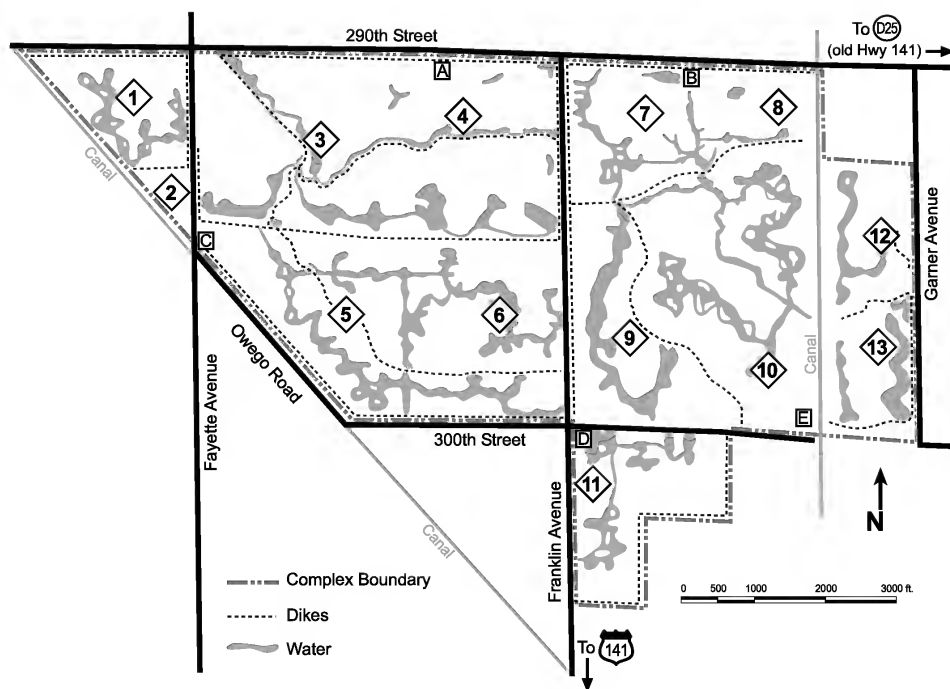 290th Street
To D25
(old Hwy 141)
A
B
1
2
3
4
7
8
Canal
C
12
5
6
9
10
13
Garner Avenue
Canal
Fayette Avenue
Owego Road
E
300th Street
D
11
N
Canal
Franklin Avenue
Complex Boundary
Dikes
Water
0 500 1000 2000 3000 ft.
To 141